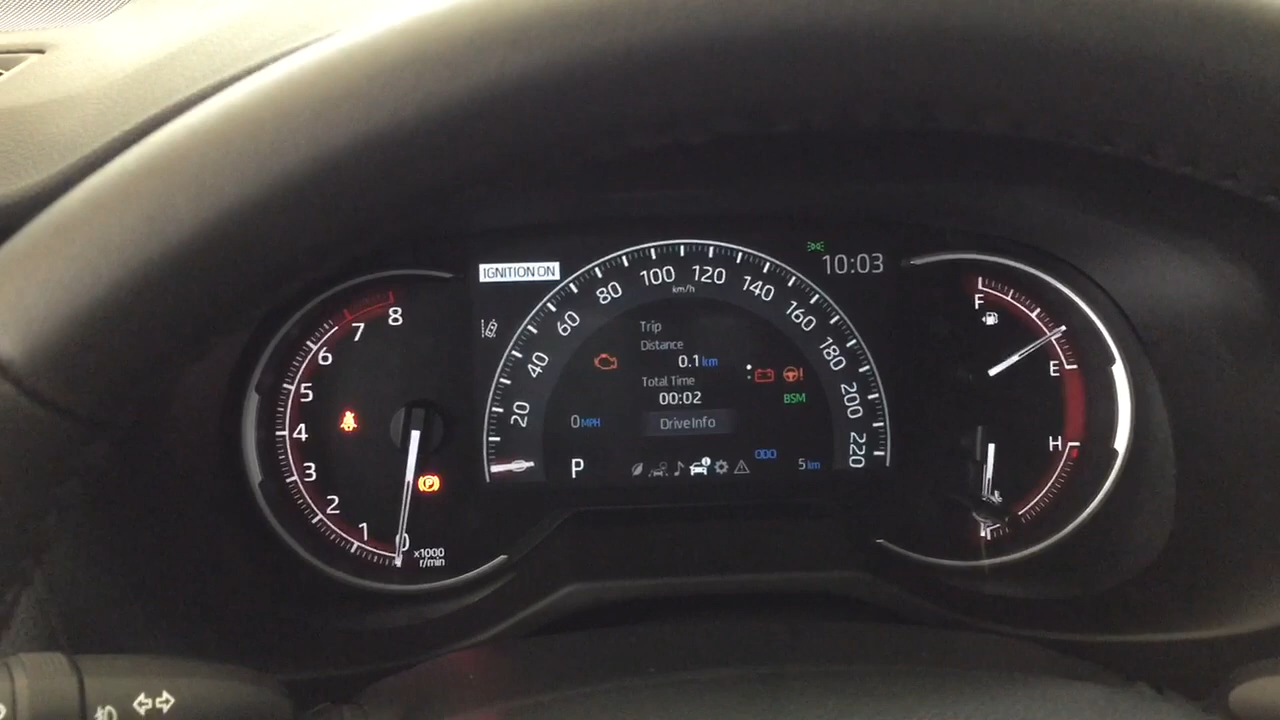 IGNITION ON
10:03
0
1
2
3
4
5
6
7
8
x1000
r/min
20
40
60
80
100
120
140
160
180
200
220
km/h
Trip
Distance
0.1 km
Total Time
00:02
Drive Info
0 MPH
P
BSM
ODO
5 km
F
E
H